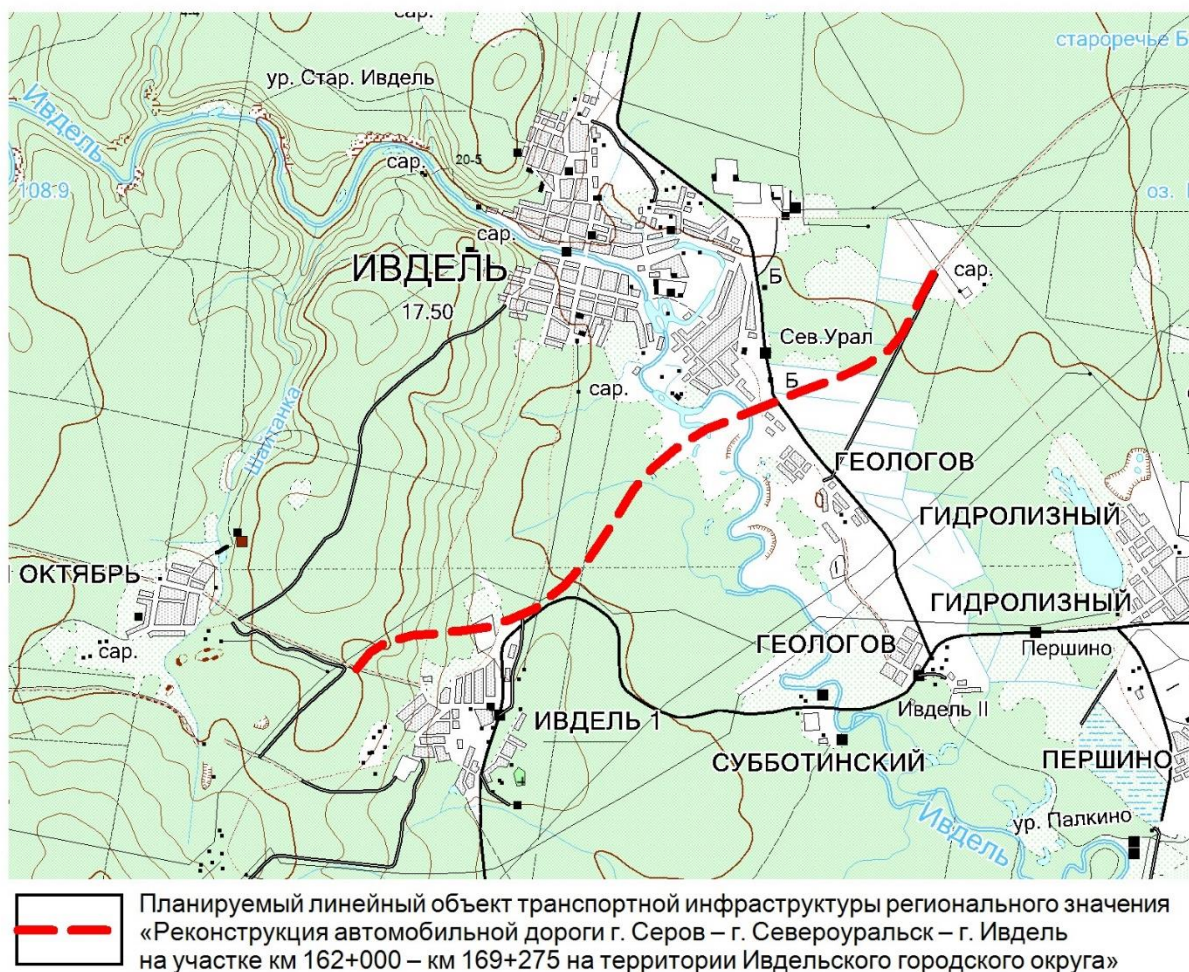 4-4
староречье Б
ур. Стар. Ивдель
Ивдель
108.9
сар.
20-5
оз.
сар.
ИВДЕЛЬ
17.50
Б
сар.
Сев.Урал
Б
сар.
Шайтанка
ГЕОЛОГОВ
ГИДРОЛИЗНЫЙ
ОКТЯБРЬ
ГИДРОЛИЗНЫЙ
сар.
ГЕОЛОГОВ
Першино
Ивдель II
ИВДЕЛЬ 1
СУББОТИНСКИЙ
ПЕРШИНО
Ивдель
ур. Палкино
Планируемый линейный объект транспортной инфраструктуры регионального значения
«Реконструкция автомобильной дороги г. Серов – г. Североуральск – г. Ивдель
на участке км 162+000 – км 169+275 на территории Ивдельского городского округа»